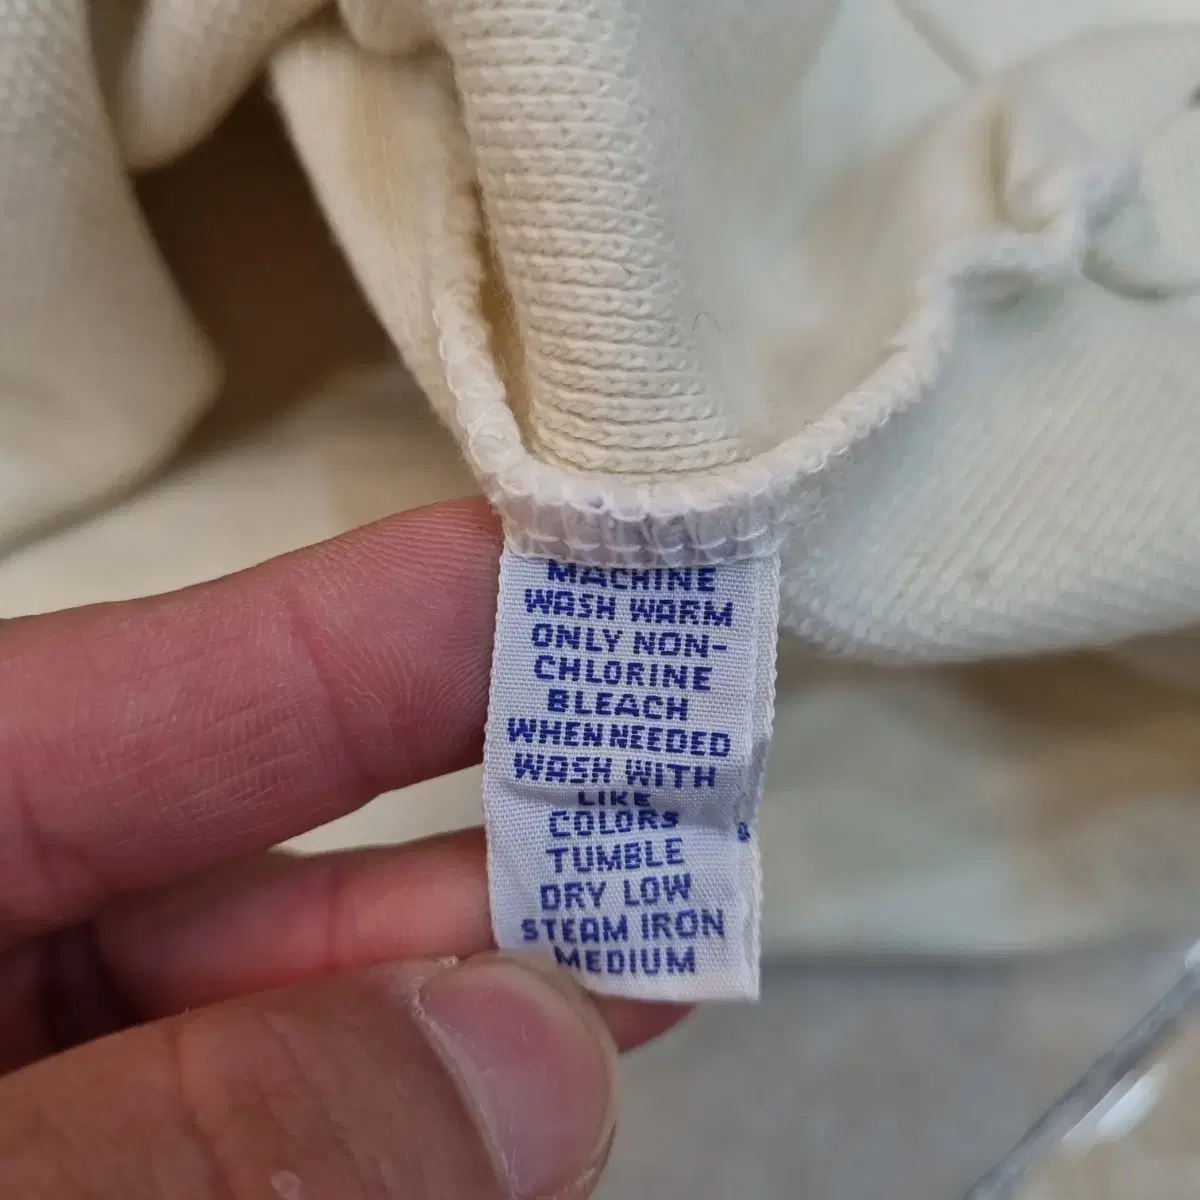 MACHINE
WASH WARM
ONLY NON-
CHLORINE
BLEACH
WHEN NEEDED
WASH WITH
LIKE
COLORS
TUMBLE
DRY LOW
STEAM IRON
MEDIUM